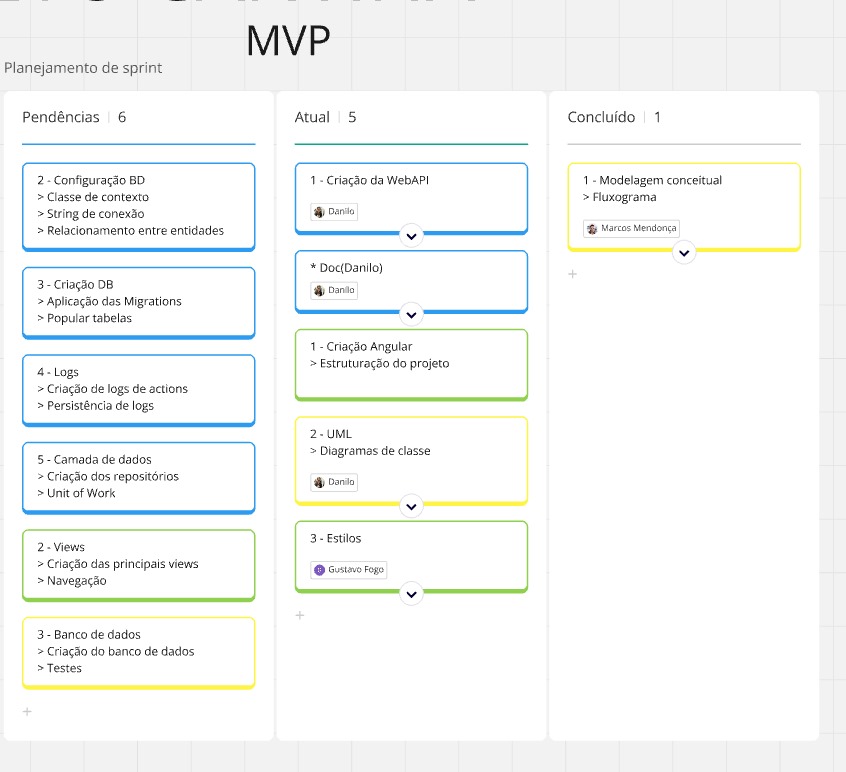 MVP
Planejamento de sprint
Pendências | 6
2 - Configuração BD
> Classe de contexto
> String de conexão
> Relacionamento entre entidades
3 - Criação DB
> Aplicação das Migrations
> Popular tabelas
4 - Logs
> Criação de logs de actions
> Persistência de logs
5 - Camada de dados
> Criação dos repositórios
> Unit of Work
2 - Views
> Criação das principais views
> Navegação
3 - Banco de dados
> Criação do banco de dados
> Testes
+
Atual | 5
1 - Criação da WebAPI
Danilo
* Doc(Danilo)
Danilo
1 - Criação Angular
> Estruturação do projeto
2 - UML
> Diagramas de classe
Danilo
3 - Estilos
Gustavo Fogo
+
Concluído | 1
1 - Modelagem conceitual
> Fluxograma
Marcos Mendonça
+